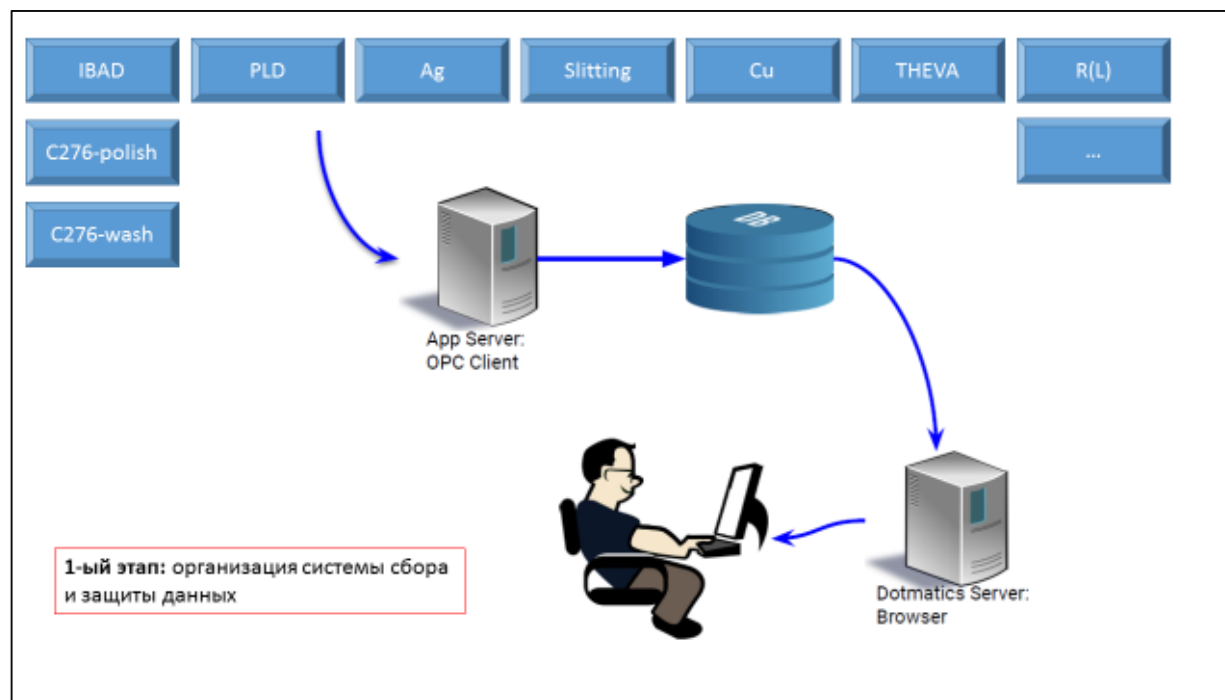 IBAD
PLD
Ag
Slitting
Cu
THEVA
R(L)
C276-polish
...
C276-wash
DB
App Server:
OPC Client
1-ый этап: организация системы сбора
и защиты данных
Dotmatics Server:
Browser